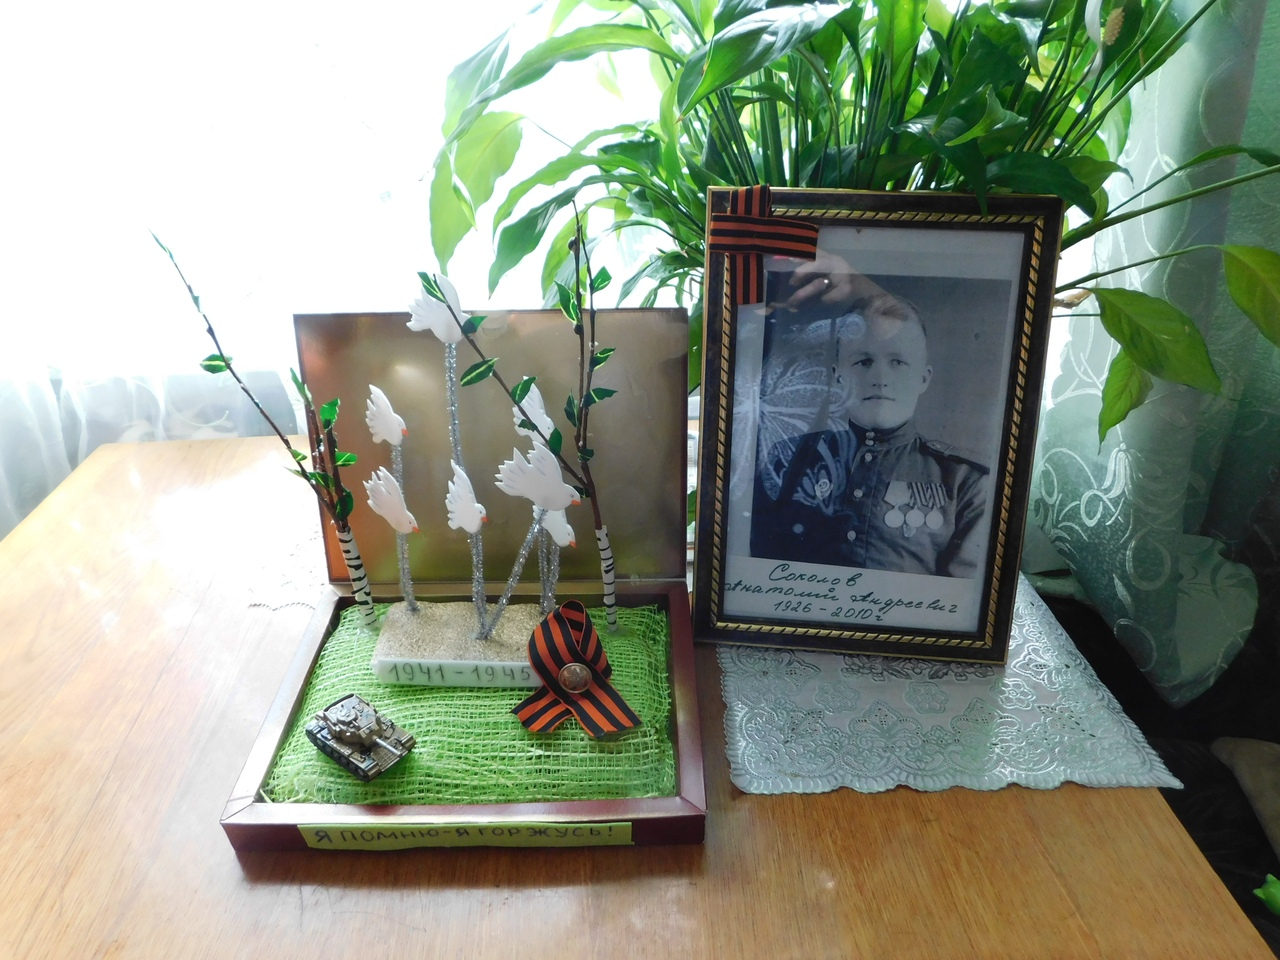 Соколов
Анатолий Андреевич
1926 - 2010г
1941 - 1945
Я ПОМНЮ-Я ГОРЖУСЬ!